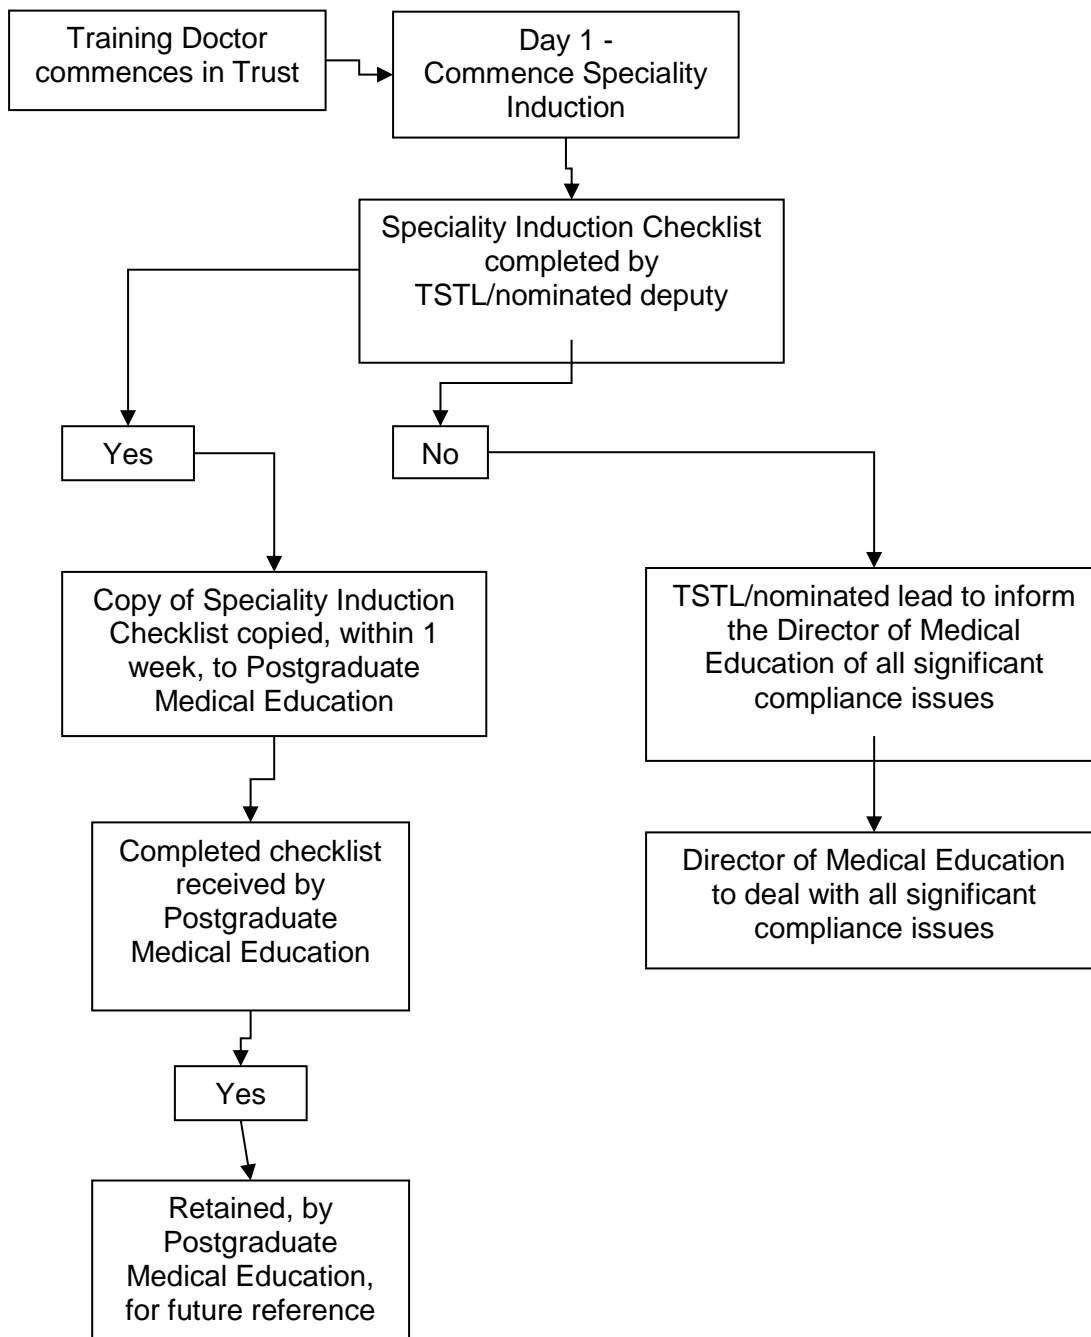 Training Doctor
commences in Trust
Day 1 -
Commence Speciality
Induction
Speciality Induction Checklist
completed by
TSTL/nominated deputy
Yes
No
Copy of Speciality Induction
Checklist copied, within 1
week, to Postgraduate
Medical Education
TSTL/nominated lead to inform
the Director of Medical
Education of all significant
compliance issues
Completed checklist
received by
Postgraduate
Medical Education
Director of Medical Education
to deal with all significant
compliance issues
Yes
Retained, by
Postgraduate
Medical Education,
for future reference